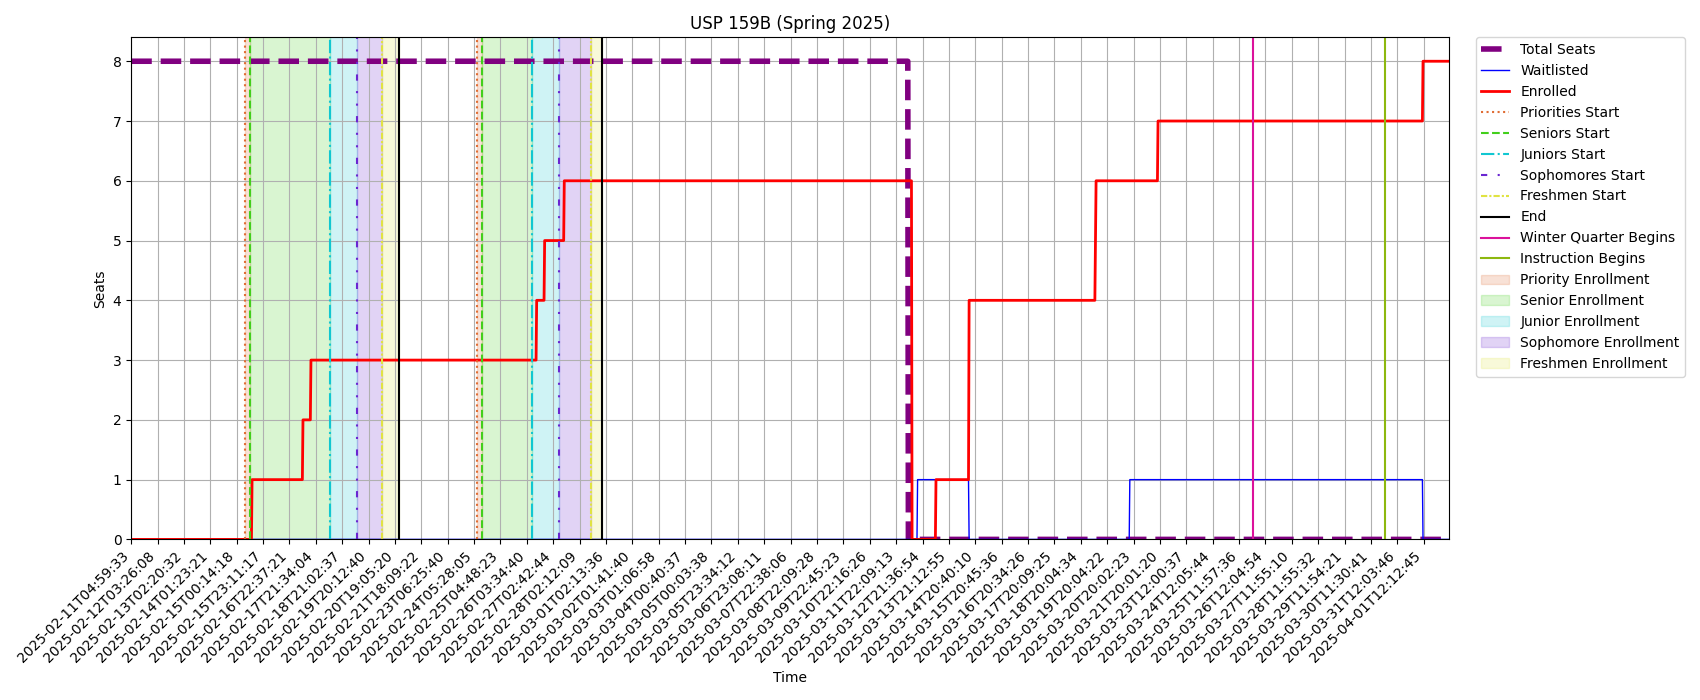 USP 159B (Spring 2025)
Seats
8
7
6
5
4
3
2
1
0
2025-02-11T04:59:33
2025-02-12T03:26:08
2025-02-13T02:20:32
2025-02-14T01:23:21
2025-02-15T00:14:18
2025-02-15T23:11:17
2025-02-16T22:37:21
2025-02-17T21:34:04
2025-02-18T21:02:37
2025-02-19T20:12:40
2025-02-20T19:05:20
2025-02-21T18:09:22
2025-02-23T06:25:40
2025-02-24T05:28:05
2025-02-25T04:48:23
2025-02-26T03:34:40
2025-02-27T02:42:44
2025-02-28T02:12:09
2025-03-01T02:13:36
2025-03-02T01:41:40
2025-03-03T01:06:58
2025-03-04T00:40:37
2025-03-05T00:03:38
2025-03-05T23:34:12
2025-03-06T23:08:11
2025-03-07T22:38:06
2025-03-08T22:09:28
2025-03-09T22:45:23
2025-03-10T22:16:26
2025-03-11T22:09:13
2025-03-12T21:36:54
2025-03-13T21:12:55
2025-03-14T20:40:10
2025-03-15T20:45:36
2025-03-16T20:34:26
2025-03-17T20:09:25
2025-03-18T20:04:34
2025-03-19T20:04:22
2025-03-20T20:02:23
2025-03-21T20:01:20
2025-03-23T12:00:37
2025-03-24T12:05:44
2025-03-25T11:57:36
2025-03-26T12:04:54
2025-03-27T11:55:10
2025-03-28T11:55:32
2025-03-29T11:54:21
2025-03-30T11:30:41
2025-03-31T12:03:46
2025-04-01T12:12:45
Time
Total Seats
Waitlisted
Enrolled
Priorities Start
Seniors Start
Juniors Start
Sophomores Start
Freshmen Start
End
Winter Quarter Begins
Instruction Begins
Priority Enrollment
Senior Enrollment
Junior Enrollment
Sophomore Enrollment
Freshmen Enrollment